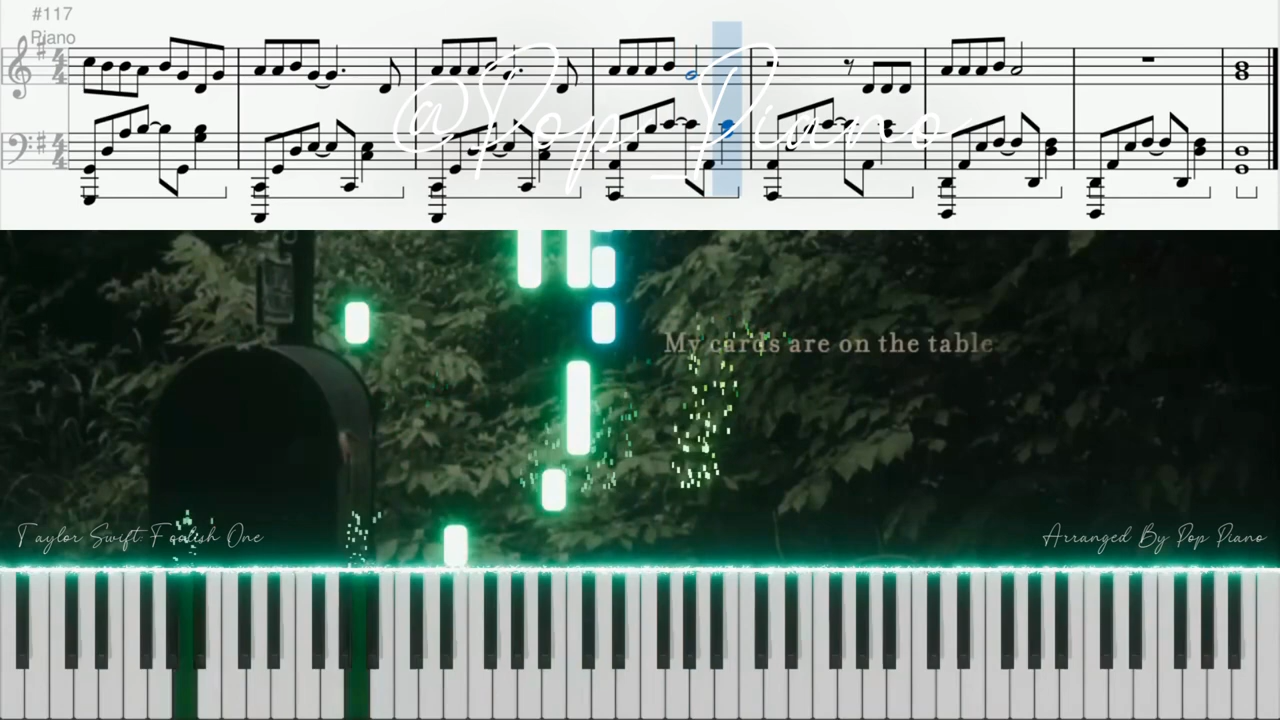 #117
Piano
@Pop_Piano
My cards are on the table
Taylor Swift: Foolish One
Arranged By Pop Piano